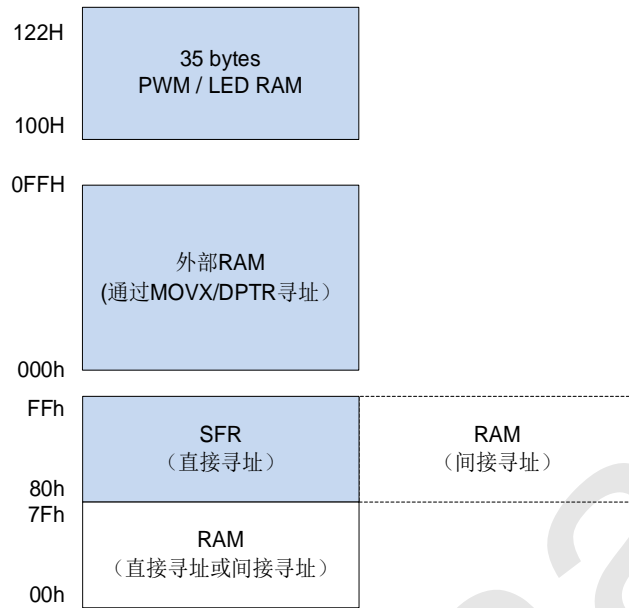 122H
35 bytes
PWM / LED RAM
100H
0FFH
外部RAM
(通过MOVX/DPTR寻址）
000h
FFh
SFR
（直接寻址）
RAM
（间接寻址）
80h
7Fh
RAM
（直接寻址或间接寻址）
00h